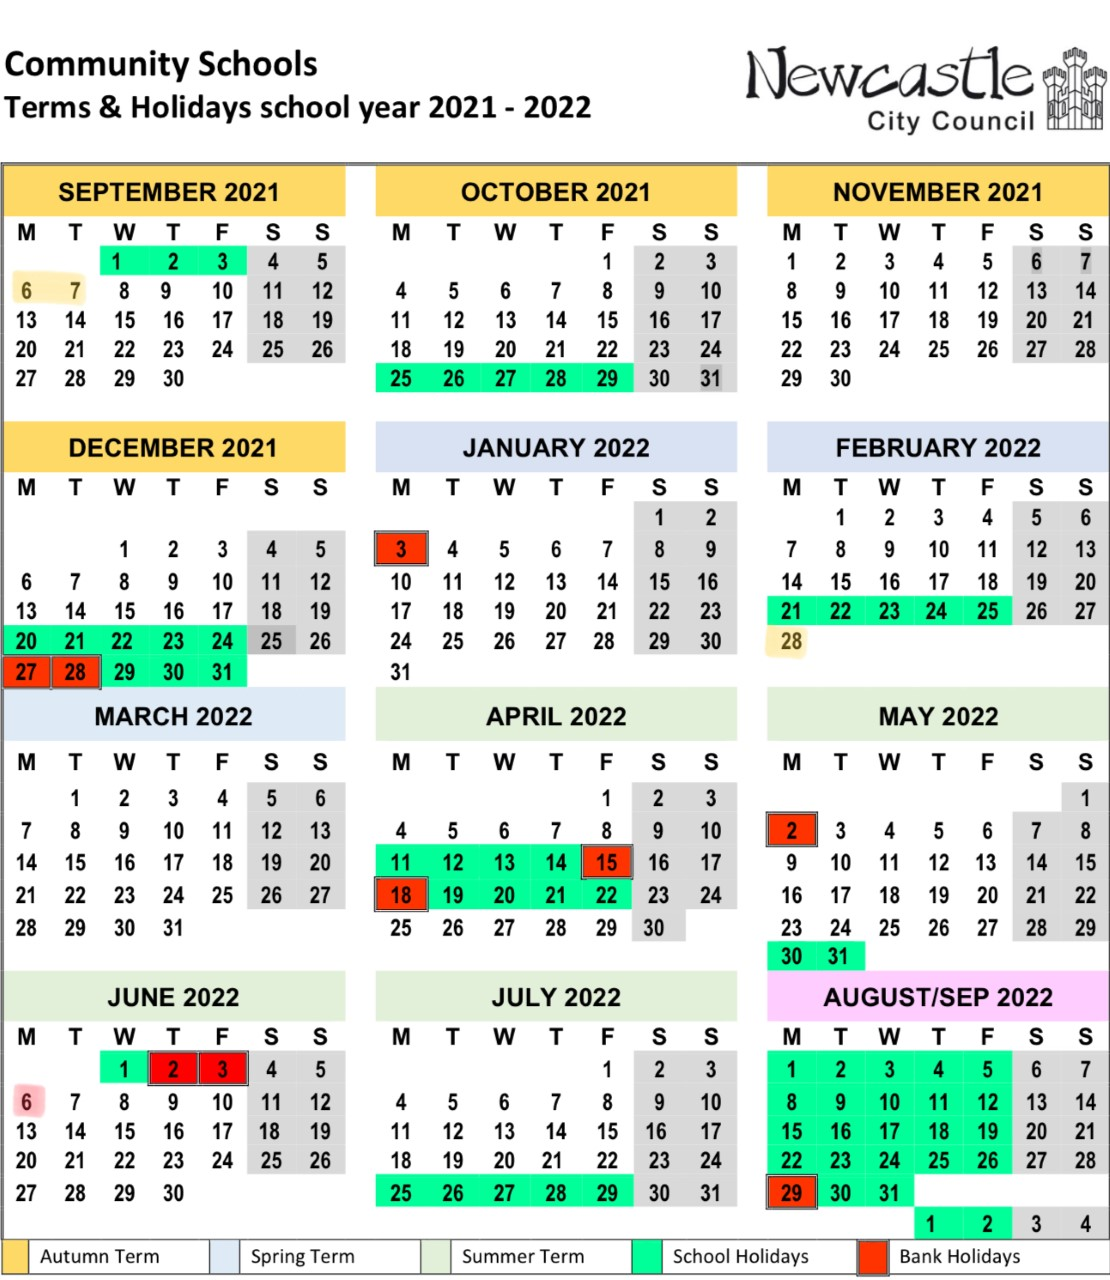 Community Schools
Terms & Holidays school year 2021 - 2022
Newcastle
City Council
SEPTEMBER 2021 OCTOBER 2021 NOVEMBER 2021
M T W T F S S M T W T F S S M T W T F S S
1 2 3 4 5 1 2 3 1 2 3 4 5 6 7
6 7 8 9 10 11 12 4 5 6 7 8 9 10 8 9 10 11 12 13 14
13 14 15 16 17 18 19 11 12 13 14 15 16 17 15 16 17 18 19 20 21
20 21 22 23 24 25 26 18 19 20 21 22 23 24 22 23 24 25 26 27 28
27 28 29 30 25 26 27 28 29 30 31 29 30
DECEMBER 2021 JANUARY 2022 FEBRUARY 2022
M T W T F S S M T W T F S S M T W T F S S
1 2 1 2 3 4 5 6
1 2 3 4 5 3 4 5 6 7 8 9 7 8 9 10 11 12 13
6 7 8 9 10 11 12 10 11 12 13 14 15 16 14 15 16 17 18 19 20
13 14 15 16 17 18 19 17 18 19 20 21 22 23 21 22 23 24 25 26 27
20 21 22 23 24 25 26 24 25 26 27 28 29 30 28
27 28 29 30 31 31
MARCH 2022 APRIL 2022 MAY 2022
M T W T F S S M T W T F S S M T W T F S S
1 2 3 4 5 6 1 2 3 1
7 8 9 10 11 12 13 4 5 6 7 8 9 10 2 3 4 5 6 7 8
14 15 16 17 18 19 20 11 12 13 14 15 16 17 9 10 11 12 13 14 15
21 22 23 24 25 26 27 18 19 20 21 22 23 24 16 17 18 19 20 21 22
28 29 30 31 25 26 27 28 29 30 23 24 25 26 27 28 29
30 31
JUNE 2022 JULY 2022 AUGUST/SEP 2022
M T W T F S S M T W T F S S M T W T F S S
1 2 3 4 5 1 2 3 1 2 3 4 5 6 7
6 7 8 9 10 11 12 4 5 6 7 8 9 10 8 9 10 11 12 13 14
13 14 15 16 17 18 19 11 12 13 14 15 16 17 15 16 17 18 19 20 21
20 21 22 23 24 25 26 18 19 20 21 22 23 24 22 23 24 25 26 27 28
27 28 29 30 25 26 27 28 29 30 31 29 30 31
1 2 3 4
Autumn Term Spring Term Summer Term School Holidays Bank Holidays